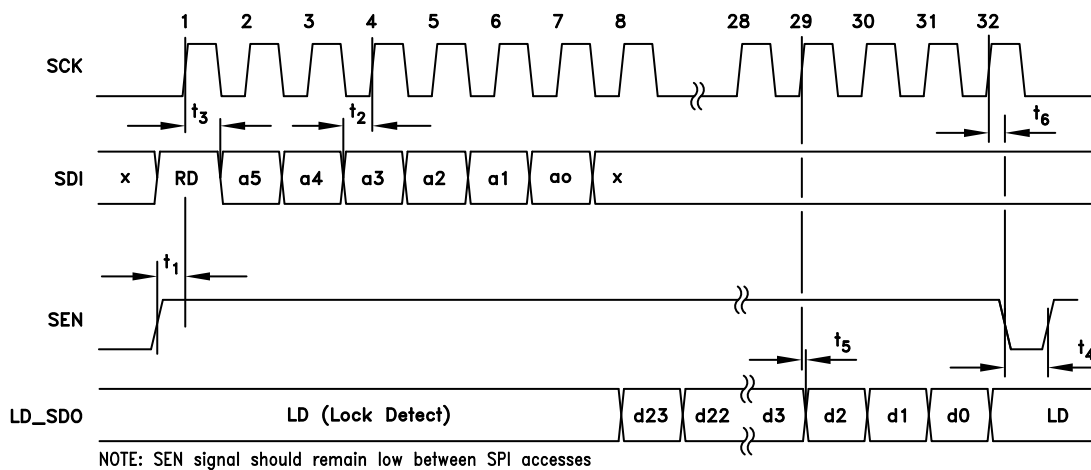 1 2 3 4 5 6 7 8 28 29 30 31 32
SCK
t3 t2 t6
SDI x RD a5 a4 a3 a2 a1 ao x
t1
SEN
t5 t4
LD_SDO LD (Lock Detect) d23 d22 d3 d2 d1 d0 LD
NOTE: SEN signal should remain low between SPI accesses